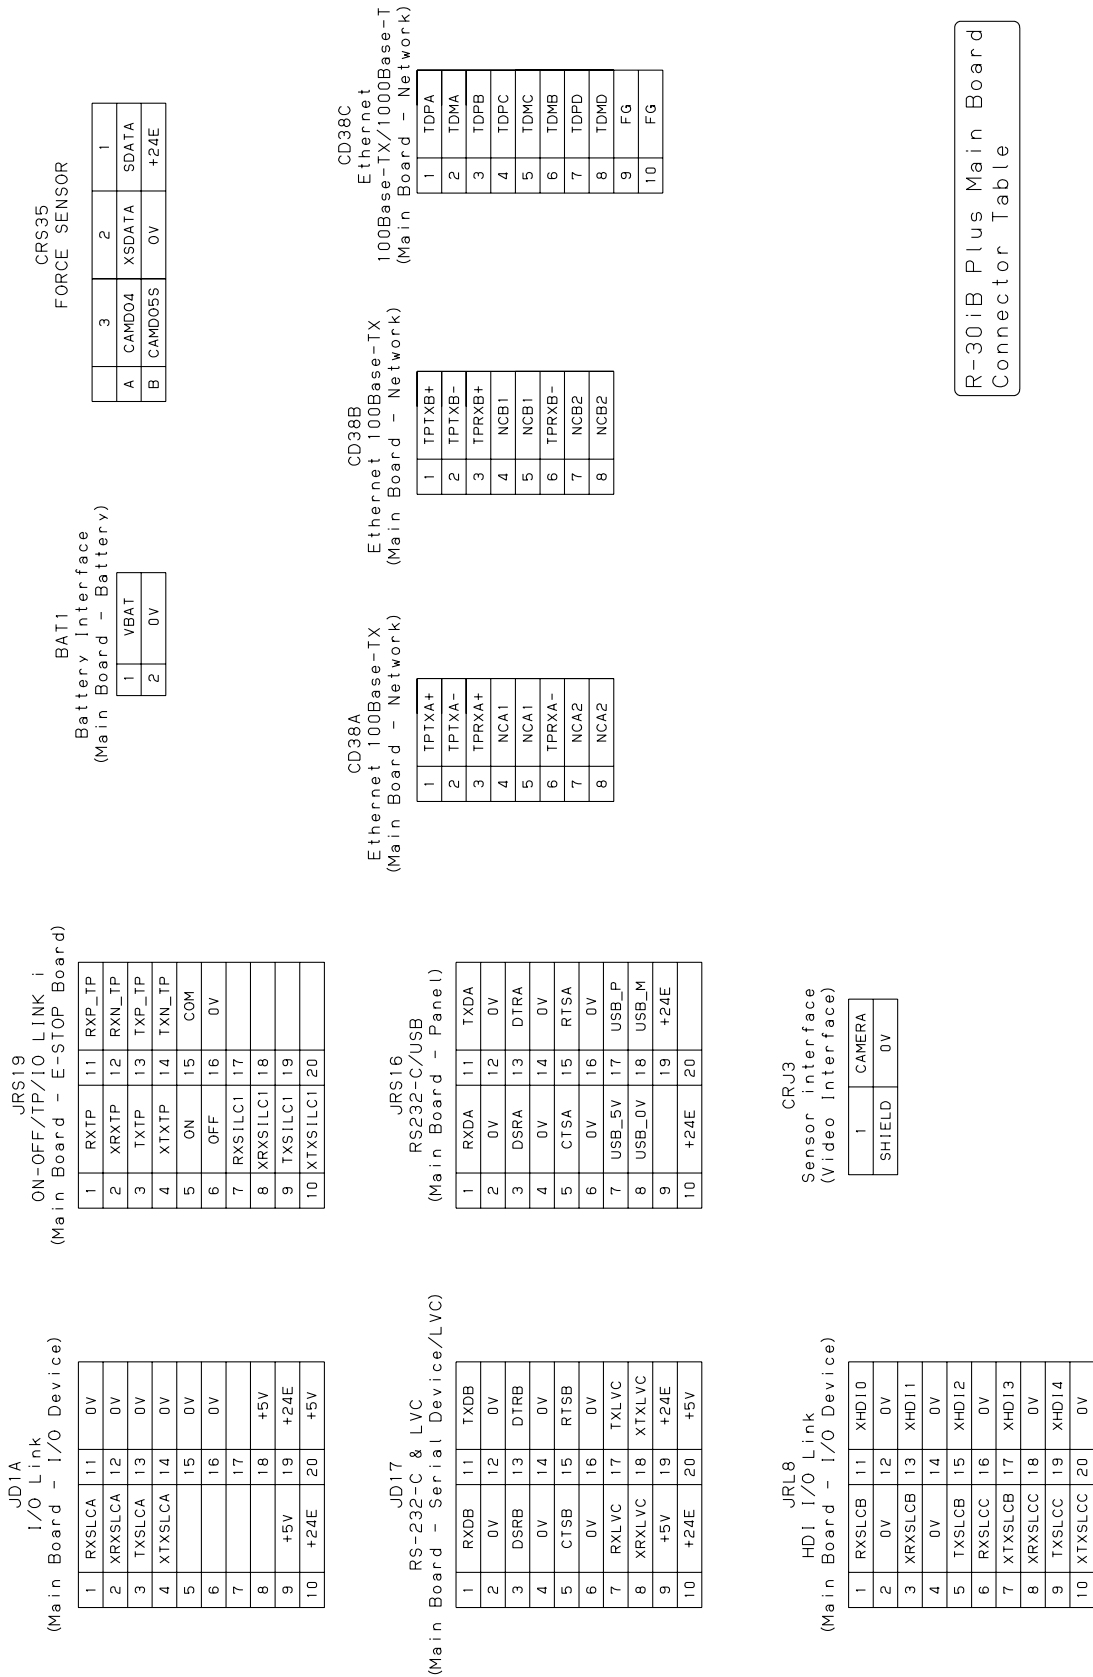 JD1A
I/O Link
(Main Board - I/O Device)
1 RXSLCA 11 0V
2 XRXSLCA 12 0V
3 TXSLCA 13 0V
4 XTXSLCA 14 0V
5 15 0V
6 16 0V
7 17
8 18 +5V
9 +5V 19 +24E
10 +24E 20 +5V
JRS19
ON-OFF/TP/IO LINK i
(Main Board - E-STOP Board)
1 RXTP 11 RXP_TP
2 XRXTP 12 RXN_TP
3 TXTP 13 TXP_TP
4 XTXTP 14 TXN_TP
5 ON 15 COM
6 OFF 16 0V
7 RXSILC1 17
8 XRXSILC1 18
9 TXSILC1 19
10 XTXSILC1 20
BAT1
Battery Interface
(Main Board - Battery)
1 VBAT
2 0V
CRS35
FORCE SENSOR
3 2 1
A CAMDO4 XSDATA SDATA
B CAMDO5S 0V +24E
JD17
RS-232-C & LVC
(Main Board - Serial Device/LVC)
1 RXDB 11 TXDB
2 0V 12 0V
3 DSRB 13 DTRB
4 0V 14 0V
5 CTSB 15 RTSB
6 0V 16 0V
7 RXLVC 17 TXLVC
8 XRXLVC 18 XTXLVC
9 +5V 19 +24E
10 +24E 20 +5V
JRS16
RS232-C/USB
(Main Board - Panel)
1 RXDA 11 TXDA
2 0V 12 0V
3 DSRA 13 DTRA
4 0V 14 0V
5 CTSA 15 RTSA
6 0V 16 0V
7 USB_5V 17 USB_P
8 USB_0V 18 USB_M
9 19 +24E
10 +24E 20
CD38A
Ethernet 100Base-TX
(Main Board - Network)
1 TPTXA+
2 TPTXA-
3 TPRXA+
4 NCA1
5 NCA1
6 TPRXA-
7 NCA2
8 NCA2
CD38B
Ethernet 100Base-TX
(Main Board - Network)
1 TPTXB+
2 TPTXB-
3 TPRXB+
4 NCB1
5 NCB1
6 TPRXB-
7 NCB2
8 NCB2
CD38C
Ethernet
100Base-TX/1000Base-T
(Main Board - Network)
1 TDPA
2 TDMA
3 TDPB
4 TDPC
5 TDMC
6 TDMB
7 TDPD
8 TDMD
9 FG
10 FG
JRL8
HDI I/O Link
(Main Board - I/O Device)
1 RXSLCB 11 XHDI0
2 0V 12 0V
3 XRXSLCB 13 XHDI1
4 0V 14 0V
5 TXSLCB 15 XHDI2
6 RXSLCC 16 0V
7 XTXSLCB 17 XHDI3
8 XRXSLCC 18 0V
9 TXSLCC 19 XHDI4
10 XTXSLCC 20 0V
CRJ3
Sensor interface
(Video Interface)
1 CAMERA
SHIELD 0V
R-30iB Plus Main Board
Connector Table